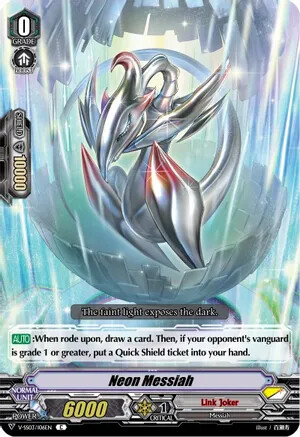 0
GRADE
BOOST
SHIELD 10000
The faint light exposes the dark.
AUTO:When rode upon, draw a card. Then, if your opponent's vanguard
is grade 1 or greater, put a Quick Shield ticket into your hand.
Neon Messiah
NORMAL
UNIT
POWER
6000
1
CRITICAL
Link Joker
Messiah
V-SS07/106EN C
illust /